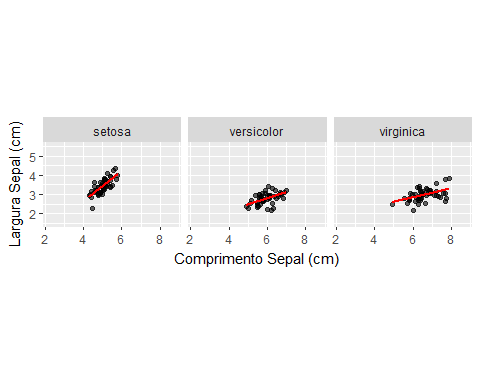 setosa versicolor virginica
5
4
3
2
2 4 6 8 2 4 6 8 2 4 6 8
Comprimento Sepal (cm)
Largura Sepal (cm)